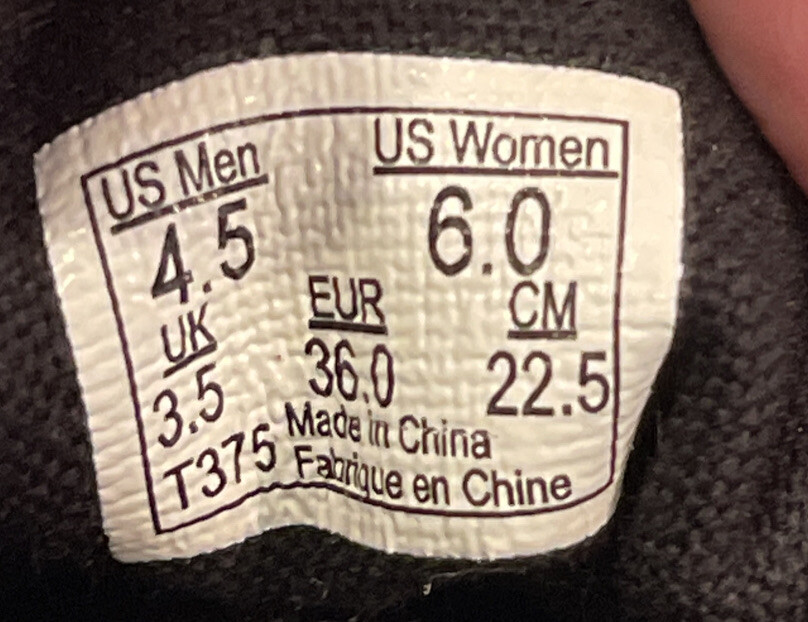 US Men US Women
4.5 6.0
UK EUR CM
3.5 36.0 22.5
T375 Made in China
Fabrique en Chine